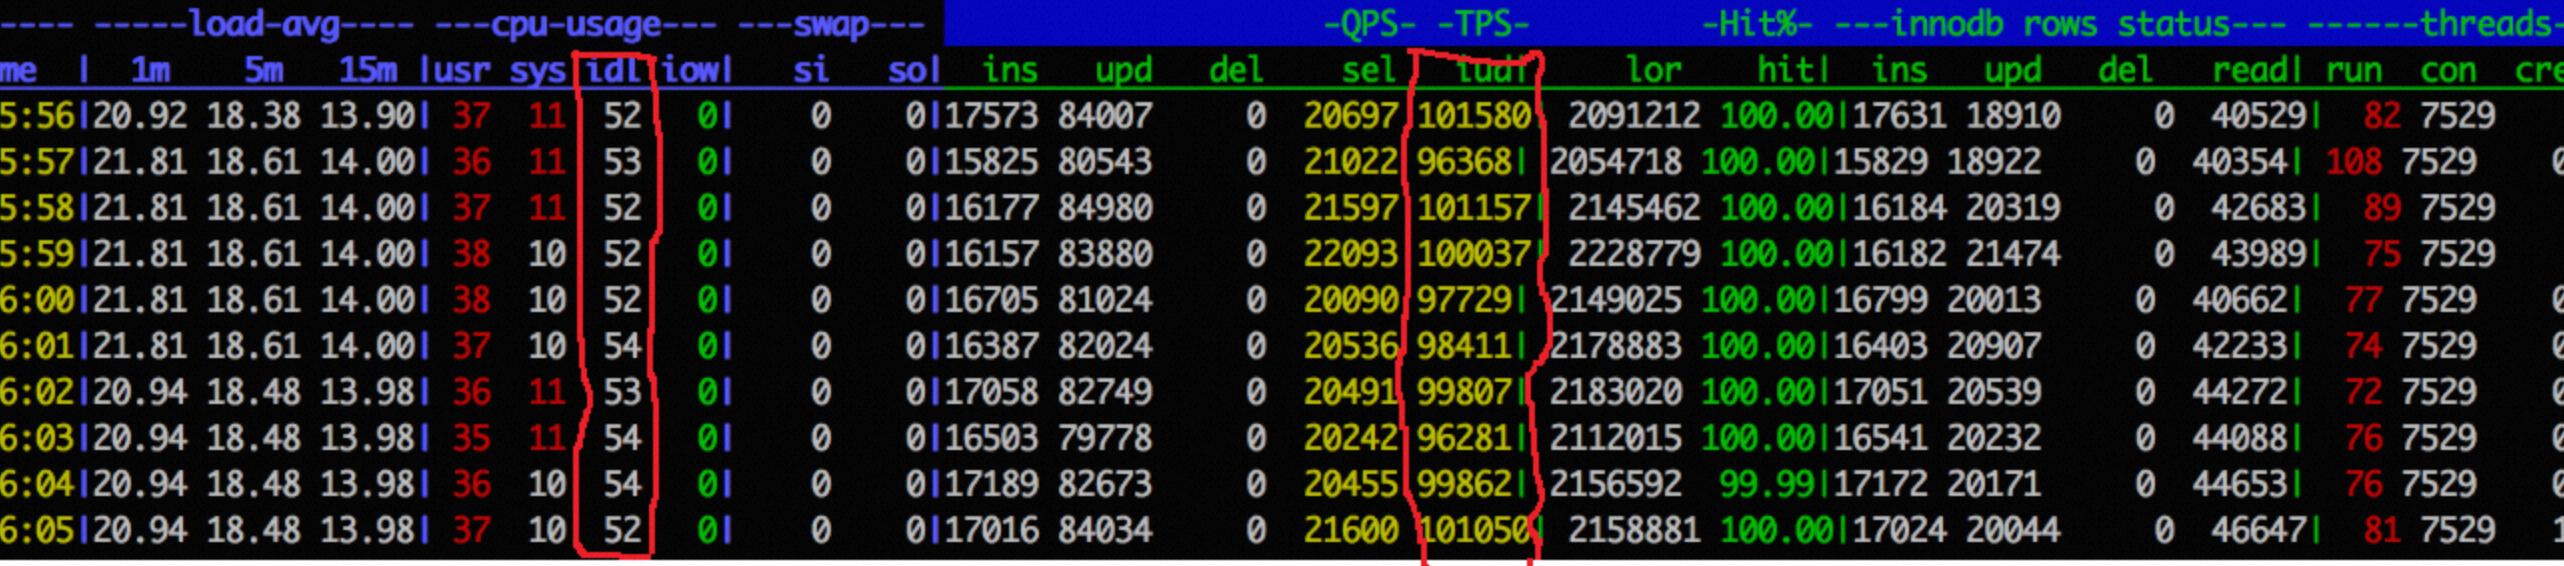 ---- -----load-avg---- ---cpu-usage--- ---swap--- -QPS- -TPS- -Hit%- ---innodb rows status--- ------threads-
me | 1m 5m 15m |usr sys idl iow| si so| ins upd del sel iud| lor hit| ins upd del read| run con cre
5:56|20.92 18.38 13.90| 37 11 52 0| 0 0|17573 84007 0 20697 101580| 2091212 100.00|17631 18910 0 40529| 82 7529
5:57|21.81 18.61 14.00| 36 11 53 0| 0 0|15825 80543 0 21022 96368| 2054718 100.00|15829 18922 0 40354| 108 7529 0
5:58|21.81 18.61 14.00| 37 11 52 0| 0 0|16177 84980 0 21597 101157| 2145462 100.00|16184 20319 0 42683| 89 7529
5:59|21.81 18.61 14.00| 38 10 52 0| 0 0|16157 83880 0 22093 100037| 2228779 100.00|16182 21474 0 43989| 75 7529
6:00|21.81 18.61 14.00| 38 10 52 0| 0 0|16705 81024 0 20090 97729| 2149025 100.00|16799 20013 0 40662| 77 7529 0
6:01|21.81 18.61 14.00| 37 10 54 0| 0 0|16387 82024 0 20536 98411| 2178883 100.00|16403 20907 0 42233| 74 7529 0
6:02|20.94 18.48 13.98| 36 11 53 0| 0 0|17058 82749 0 20491 99807| 2183020 100.00|17051 20539 0 44272| 72 7529 0
6:03|20.94 18.48 13.98| 35 11 54 0| 0 0|16503 79778 0 20242 96281| 2112015 100.00|16541 20232 0 44088| 76 7529 0
6:04|20.94 18.48 13.98| 36 10 54 0| 0 0|17189 82673 0 20455 99862| 2156592 99.99|17172 20171 0 44653| 76 7529 0
6:05|20.94 18.48 13.98| 37 10 52 0| 0 0|17016 84034 0 21600 101050| 2158881 100.00|17024 20044 0 46647| 81 7529 1